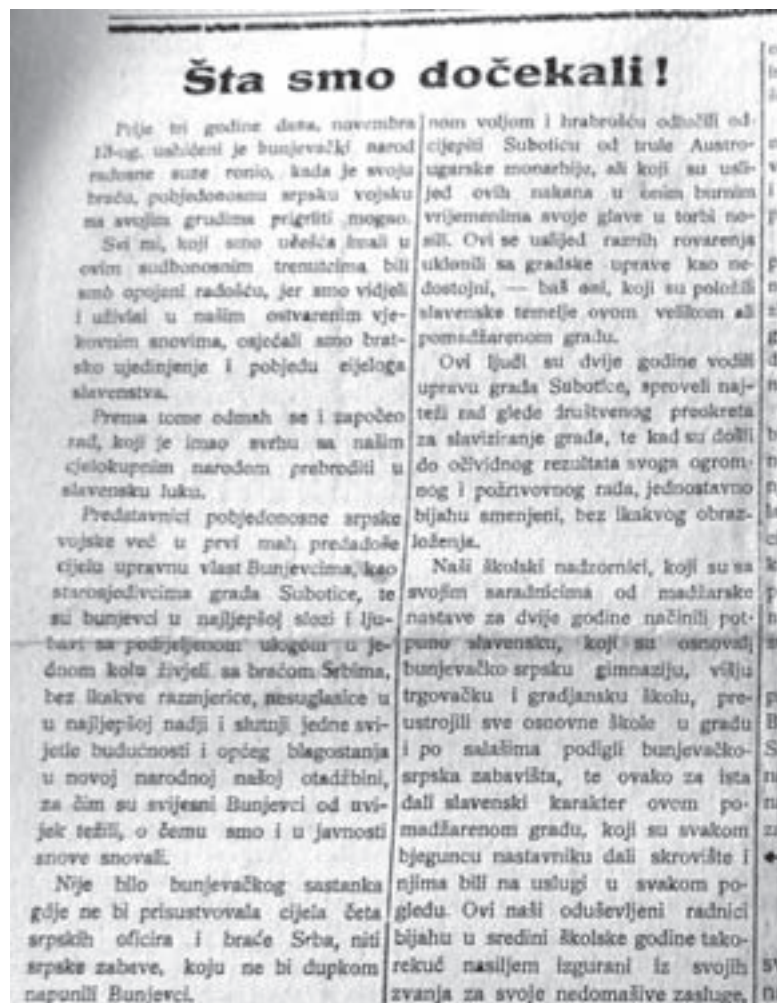 Šta smo dočekali!
Prije tri godine dana, novembra
13-og, ushićeni je bunjevački narod
radosne suze ronio, kada je svoju
braću, pobjedonosnu srpsku vojsku
na svojim grudima prigrliti mogao.
Svi mi, koji smo učešća imali u
ovim sudbonosnim trenutcima bili
smo opojeni radošću, jer smo vidjeli
i uživali u našim ostvarenim vje-
kovnim snovima, osjećali smo brat-
sko ujedinjenje i pobjedu cijeloga
slavenstva.
Prema tome odmah se i započeo
rad, koji je imao svrhu sa našim
cjelokupnim narodom prebroditi u
slavensku luku.
Predstavnici pobjedonosne srpske
vojske već u prvi mah predadoše
cijelu upravnu vlast Bunjevcima, kao
starosjediocima grada Subotice, te
su bunjevci u najljepšoj slozi i lju-
bavi sa podijeljenom ulogom u je-
dnom kolu živjeli sa braćom Srbima,
bez ikakve razmjerice, nesuglasice u
u najljepšoj nadji i slutnji jedne svi-
jetle budućnosti i općeg blagostanja
u novoj narodnoj našoj otadžbini,
za čim su svijesni Bunjevci od uvi-
jek težili, o čemu smo i u javnosti
snove snovali.
Nije bilo bunjevačkog sastanka
gdje ne bi prisustvovala cijela četa
srpskih oficira i braće Srba, niti
srpske zabave, koju ne bi dupkom
napunili Bunjevci.
nom voljom i hrabrošću odlučili od-
cijepiti Suboticu od trule Austro-
ugarske monarhije, ali koji su usli-
jed ovih nakana u onim burnim
vrijemenima svoje glave u torbi no-
sili. Ovi se uslijed raznih rovarenja
uklonili sa gradske uprave kao ne-
dostojni, — baš oni, koji su položili
slavenske temelje ovom velikom ali
pomadžarenom gradu.
Ovi ljudi su dvije godine vodili
upravu grada Subotice, sproveli naj-
teži rad glede društvenog preokreta
za slaviziranje grada, te kad su došli
do očividnog rezultata svoga ogrom-
nog i požrtvovnog rada, jednostavno
bijahu smenjeni, bez ikakvog obraz-
loženja.
Naši školski nadzornici, koji su sa
svojim saradnicima od madžarske
nastave za dvije godine načinili pot-
puno slavensku, koji su osnovali
bunjevačko-srpsku gimnaziju, višju
trgovačku i gradjansku školu, pre-
ustrojili sve osnovne škole u gradu
i po salašima podigli bunjevačko-
srpska zabavišta, te ovako za ista
dali slavenski karakter ovom po-
madžarenom gradu, koji su svakom
bjeguncu nastavniku dali skrovište i
njima bili na uslugi u svakom po-
gledu. Ovi naši oduševljeni radnici
bijahu u sredini školske godine tako-
rekuć nasiljem izgurani iz svojih
zvanja za svoje nedomašive zasluge,